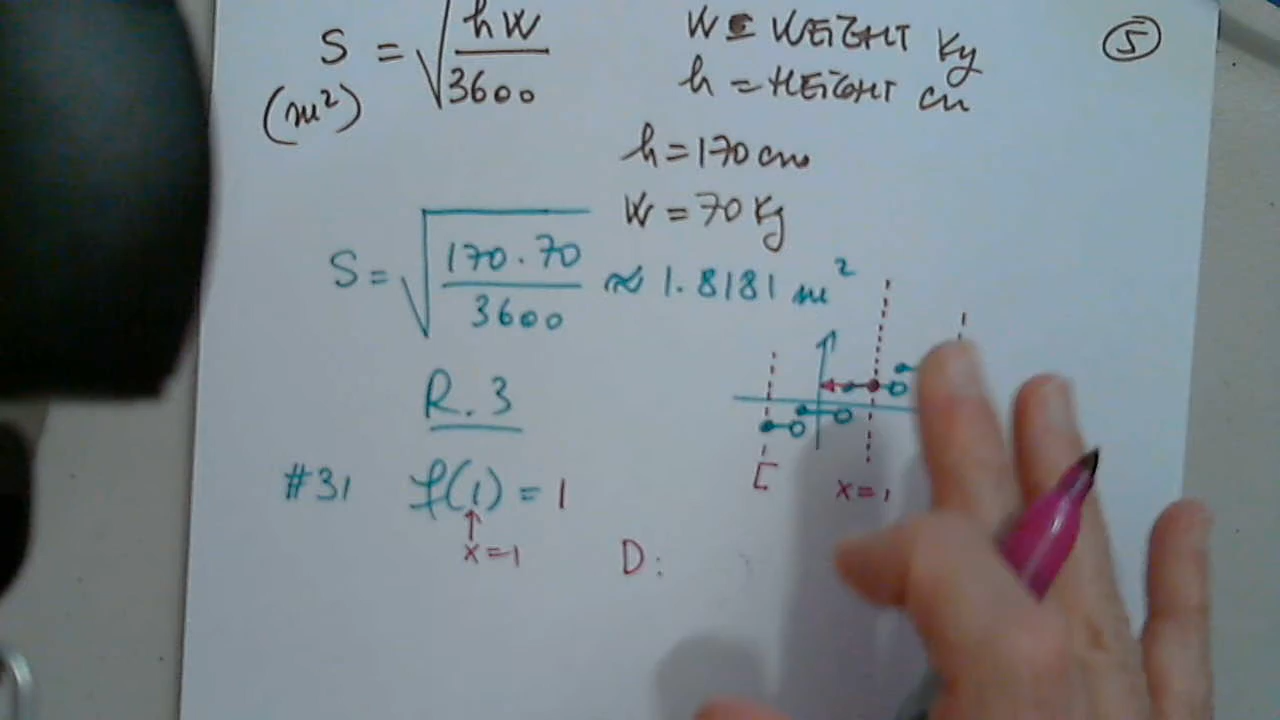 S = √(hW/3600) W = WEIGHT Kg ⑤
(m²) h = HEIGHT cm
h = 170 cm
W = 70 Kg
S = √(170·70/3600) ≈ 1.8181 m²
R.3
#31 f(1) = 1
[ x=1
x=1
D: